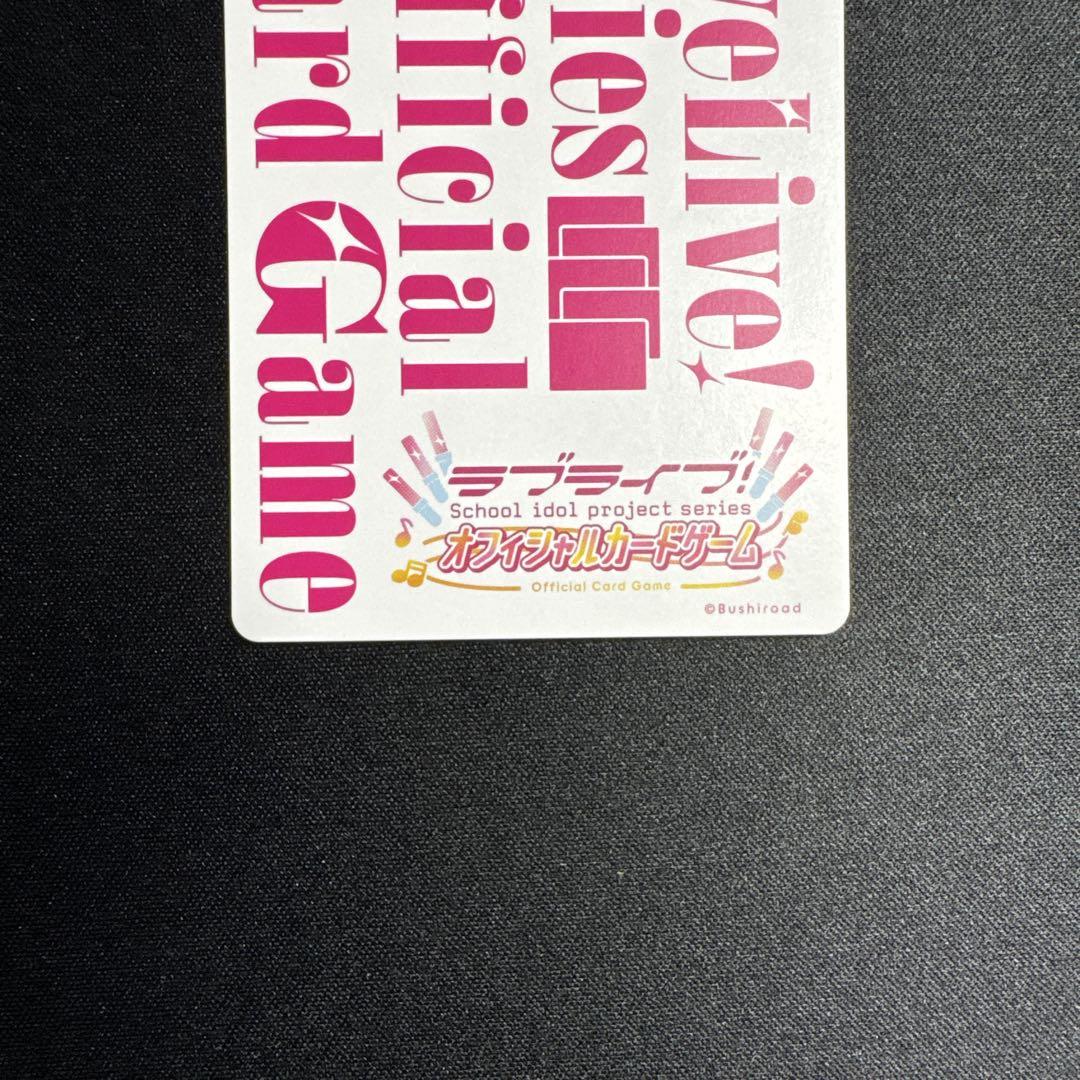 veLive!
ies
ficial
rd Game
ラブライブ!
School idol project series
オフィシャルカードゲーム
Official Card Game
©Bushiroad